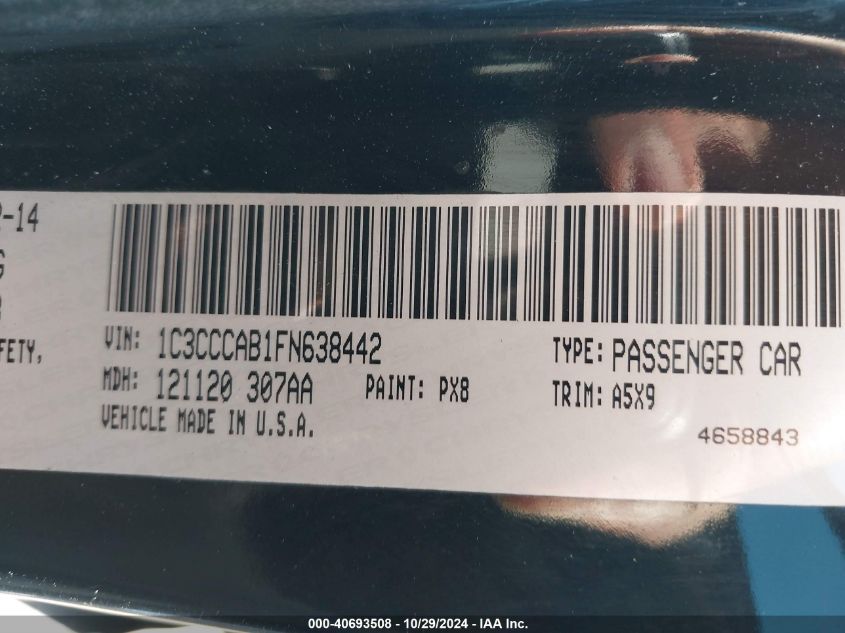 2-14
G
FETY,
VIN: 1C3CCCAB1FN638442
TYPE: PASSENGER CAR
MDH: 121120 307AA
PAINT: PX8
TRIM: A5X9
VEHICLE MADE IN U.S.A.
4658843
000-40693508 - 10/29/2024 - IAA Inc.